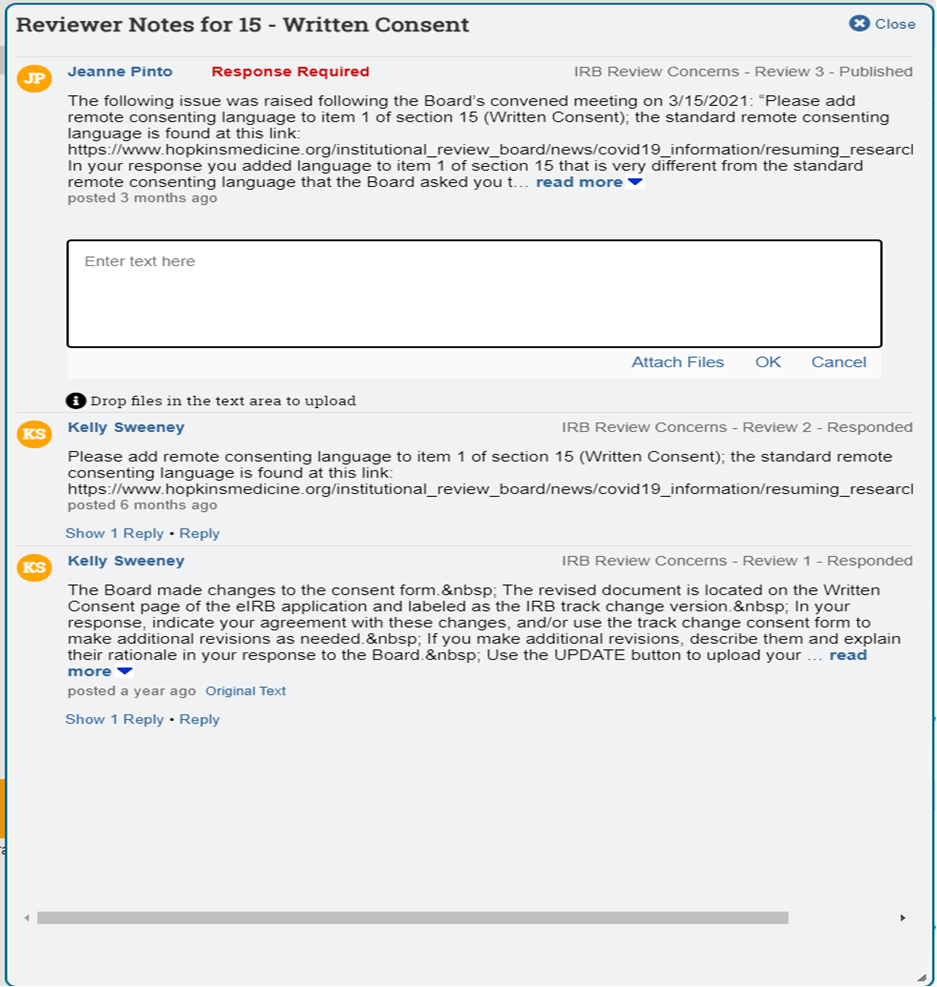 Reviewer Notes for 15 - Written Consent
Close
JP
Jeanne Pinto Response Required IRB Review Concerns - Review 3 - Published
The following issue was raised following the Board's convened meeting on 3/15/2021: “Please add
remote consenting language to item 1 of section 15 (Written Consent); the standard remote consenting
language is found at this link:
https://www.hopkinsmedicine.org/institutional_review_board/news/covid19_information/resuming_researcl
In your response you added language to item 1 of section 15 that is very different from the standard
remote consenting language that the Board asked you t... read more
posted 3 months ago
Enter text here
Attach Files OK Cancel
Drop files in the text area to upload
KS
Kelly Sweeney IRB Review Concerns - Review 2 - Responded
Please add remote consenting language to item 1 of section 15 (Written Consent); the standard remote
consenting language is found at this link:
https://www.hopkinsmedicine.org/institutional_review_board/news/covid19_information/resuming_researcl
posted 6 months ago
Show 1 Reply • Reply
KS
Kelly Sweeney IRB Review Concerns - Review 1 - Responded
The Board made changes to the consent form.&nbsp; The revised document is located on the Written
Consent page of the eIRB application and labeled as the IRB track change version.&nbsp; In your
response, indicate your agreement with these changes, and/or use the track change consent form to
make additional revisions as needed.&nbsp; If you make additional revisions, describe them and explain
their rationale in your response to the Board.&nbsp; Use the UPDATE button to upload your ... read
more
posted a year ago Original Text
Show 1 Reply • Reply